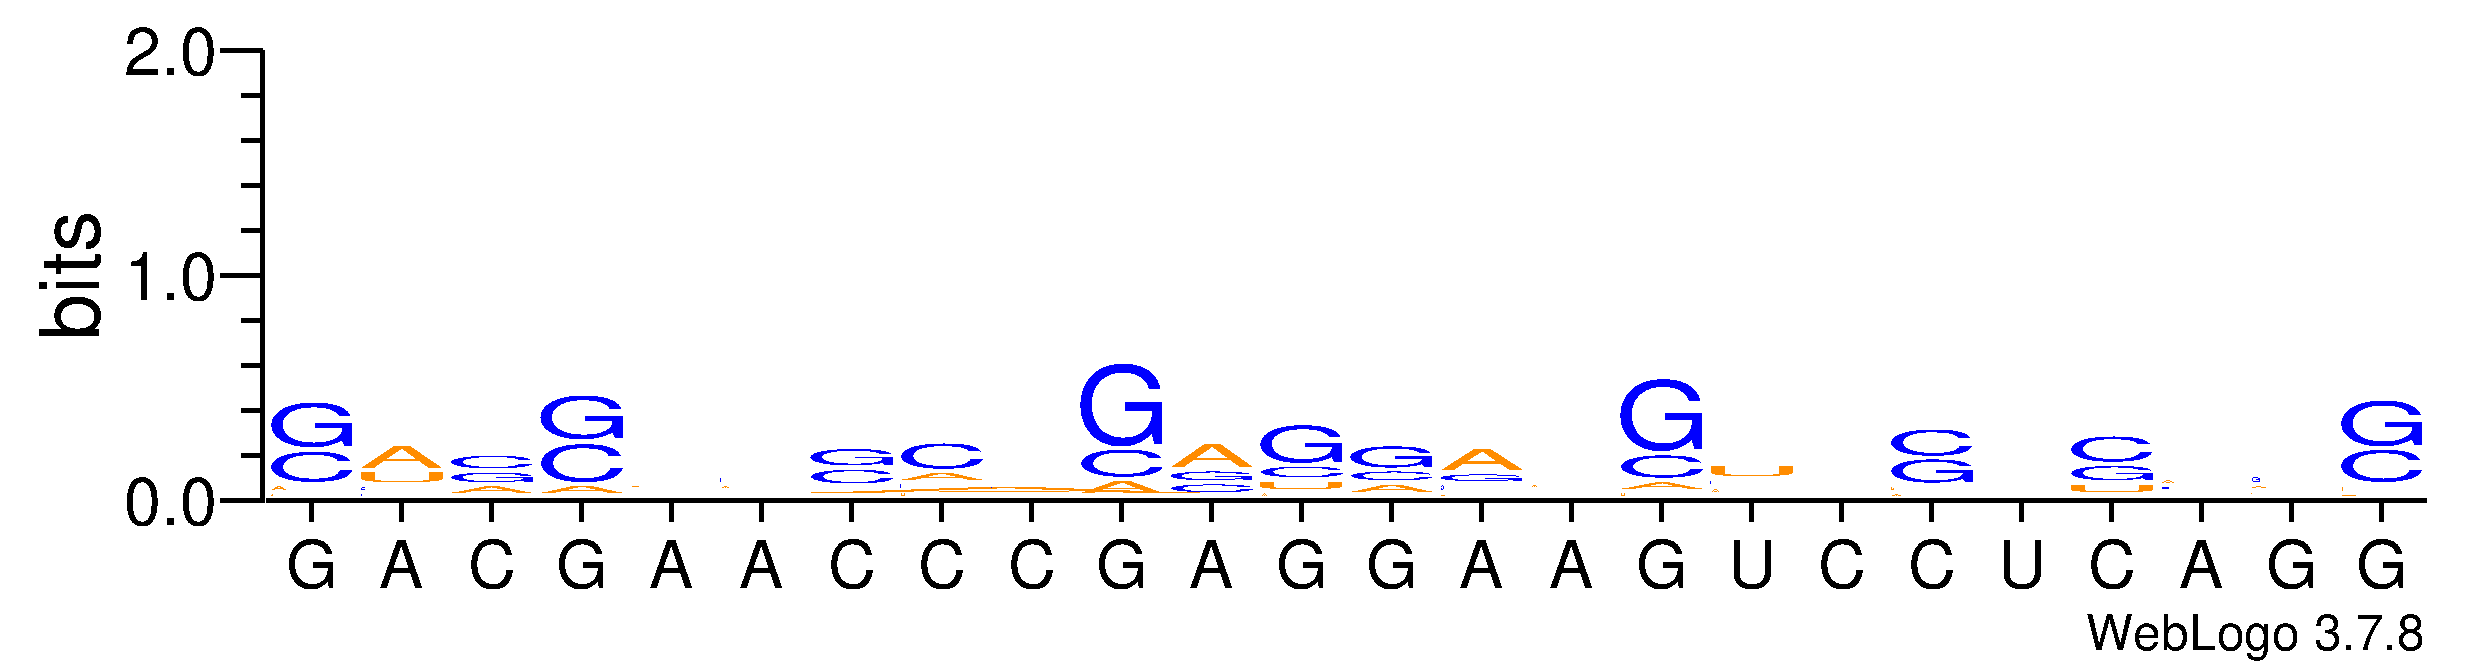 2.0
1.0
0.0
bits
G A C G A A C C C G A G G A A G U C C U C A G G
WebLogo 3.7.8